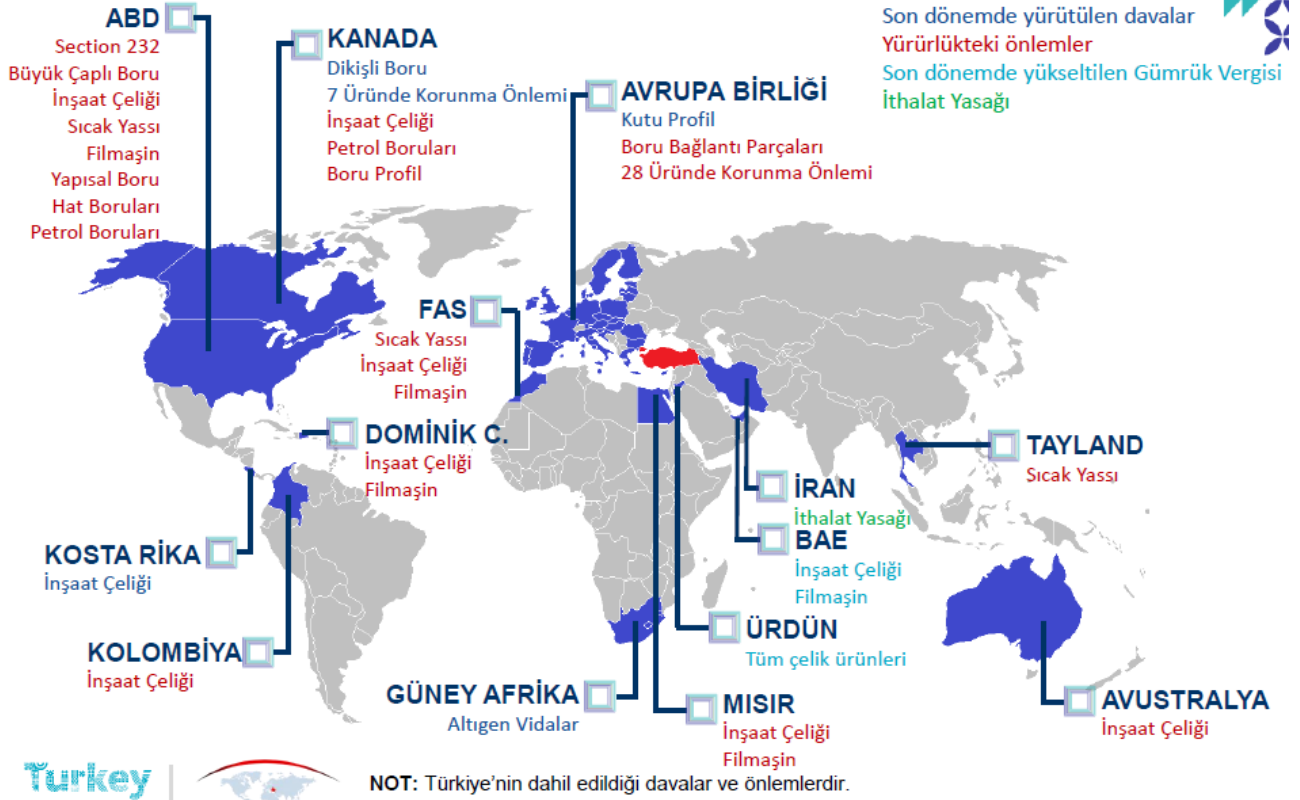 ABD
Section 232
Büyük Çaplı Boru
İnşaat Çeliği
Sıcak Yassı
Filmaşin
Yapısal Boru
Hat Boruları
Petrol Boruları
KANADA
Dikişli Boru
7 Üründe Korunma Önlemi
İnşaat Çeliği
Petrol Boruları
Boru Profil
AVRUPA BİRLİĞİ
Kutu Profil
Boru Bağlantı Parçaları
28 Üründe Korunma Önlemi
Son dönemde yürütülen davalar
Yürürlükteki önlemler
Son dönemde yükseltilen Gümrük Vergisi
İthalat Yasağı
FAS
Sıcak Yassı
İnşaat Çeliği
Filmaşin
DOMİNİK C.
İnşaat Çeliği
Filmaşin
TAYLAND
Sıcak Yassı
İRAN
İthalat Yasağı
BAE
İnşaat Çeliği
Filmaşin
KOSTA RİKA
İnşaat Çeliği
ÜRDÜN
Tüm çelik ürünleri
KOLOMBİYA
İnşaat Çeliği
GÜNEY AFRİKA
Altıgen Vidalar
MISIR
İnşaat Çeliği
Filmaşin
AVUSTRALYA
İnşaat Çeliği
Turkey
NOT: Türkiye'nin dahil edildiği davalar ve önlemlerdir.